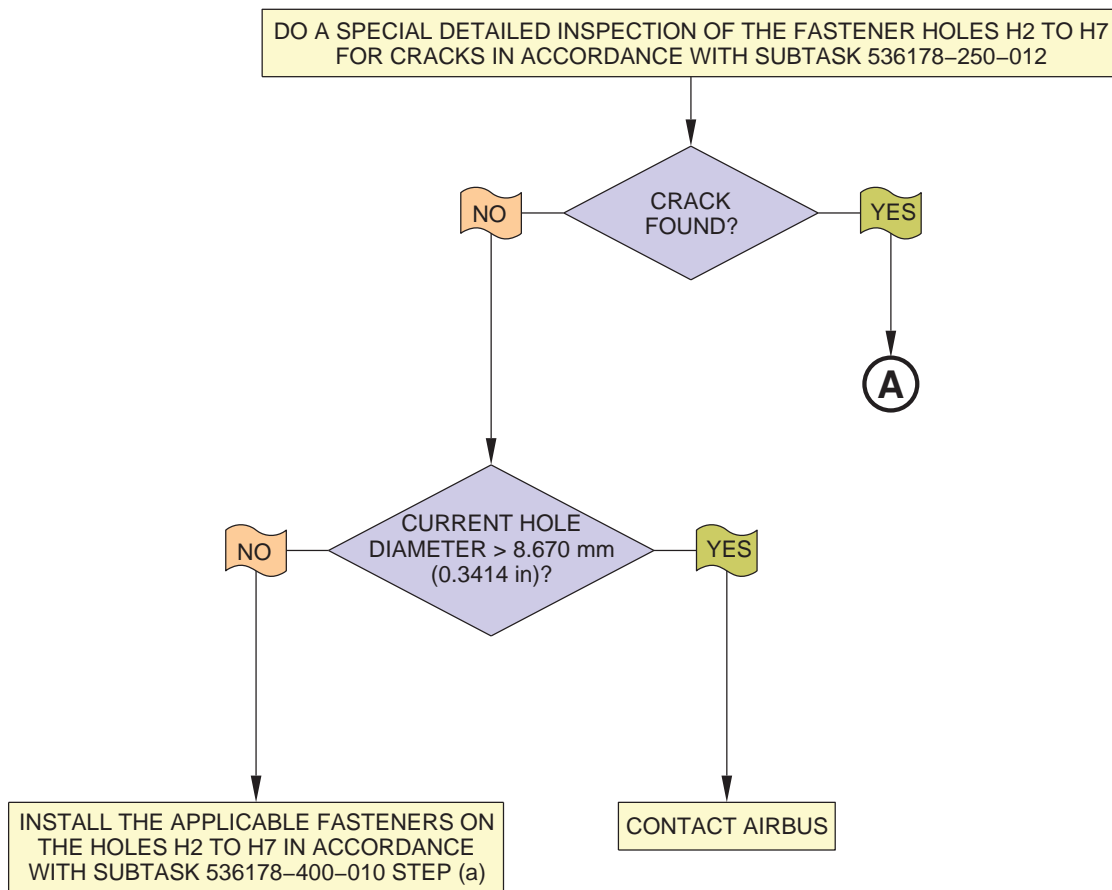 DO A SPECIAL DETAILED INSPECTION OF THE FASTENER HOLES H2 TO H7
FOR CRACKS IN ACCORDANCE WITH SUBTASK 536178−250−012
CRACK
FOUND?
NO
YES
A
CURRENT HOLE
DIAMETER > 8.670 mm
(0.3414 in)?
NO
YES
INSTALL THE APPLICABLE FASTENERS ON
THE HOLES H2 TO H7 IN ACCORDANCE
WITH SUBTASK 536178−400−010 STEP (a)
CONTACT AIRBUS